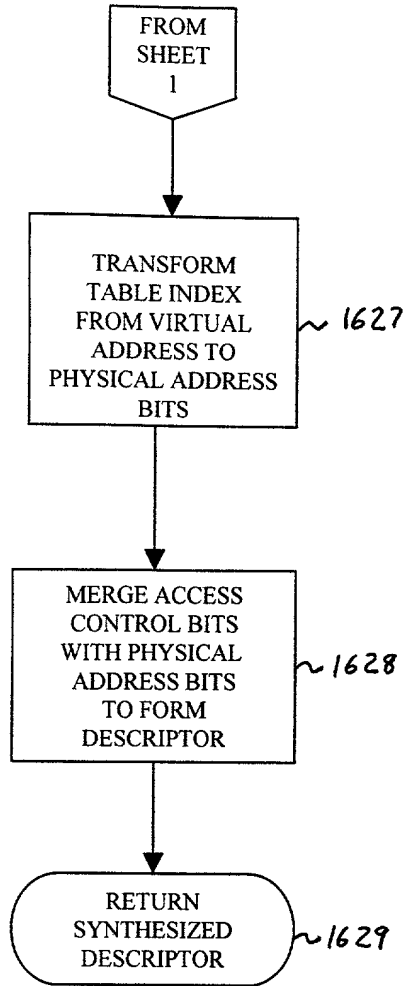 FROM
SHEET
1
TRANSFORM
TABLE INDEX
FROM VIRTUAL
ADDRESS TO
PHYSICAL ADDRESS
BITS
1627
MERGE ACCESS
CONTROL BITS
WITH PHYSICAL
ADDRESS BITS
TO FORM
DESCRIPTOR
1628
RETURN
SYNTHESIZED
DESCRIPTOR
1629